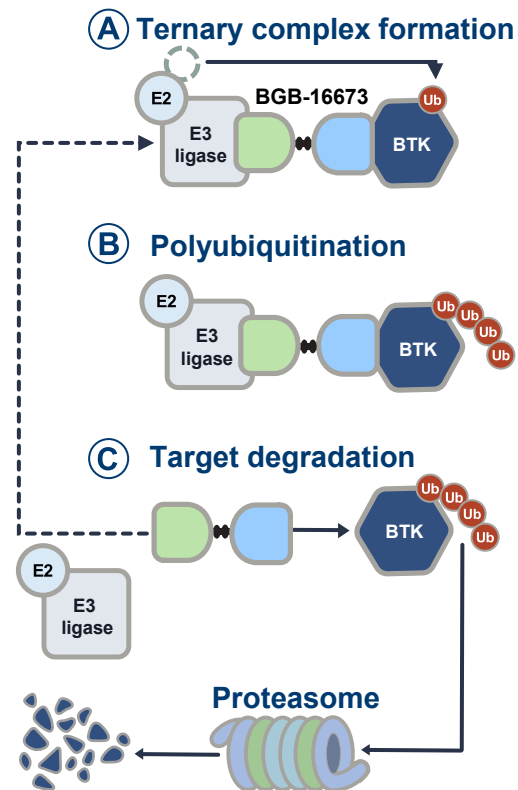 A Ternary complex formation
E2
BGB-16673
Ub
E3
ligase
BTK
B Polyubiquitination
E2
Ub
Ub
Ub
Ub
E3
ligase
BTK
C Target degradation
Ub
Ub
Ub
Ub
BTK
E2
E3
ligase
Proteasome